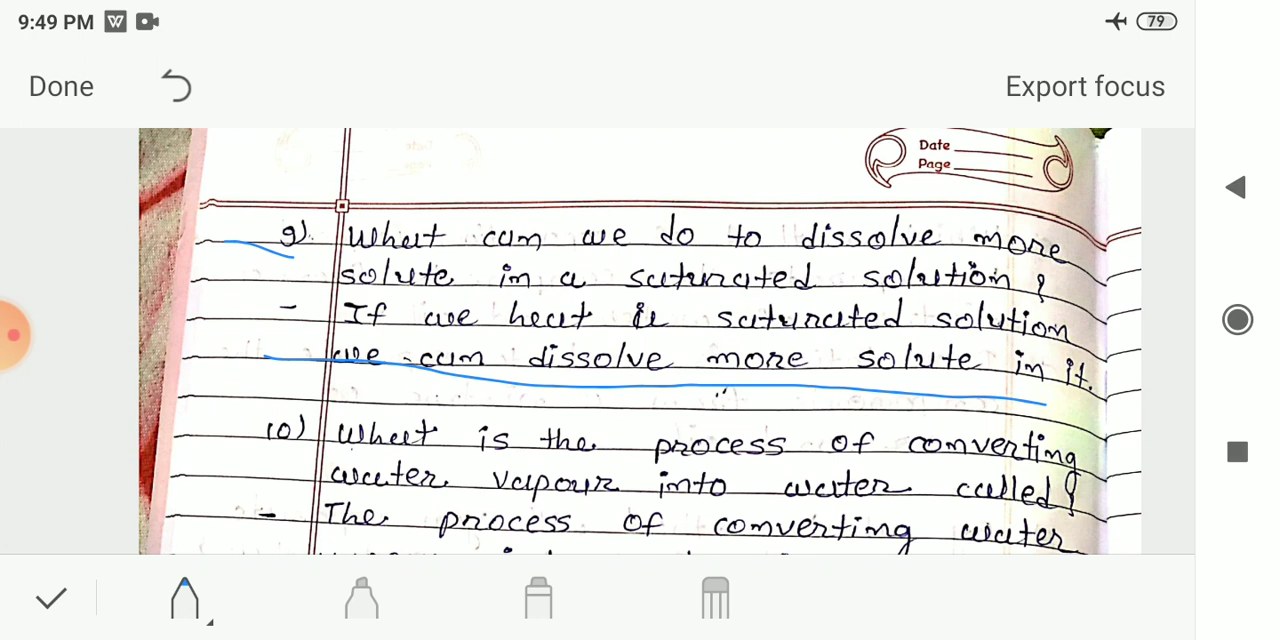 9:49 PM W
79
Done
Export focus
Date
Page
9). What can we do to dissolve more
solute in a saturated solution?
- If we heat a saturated solution
we can dissolve more solute in it.
10) What is the process of converting
water vapour into water called?
- The process of converting water